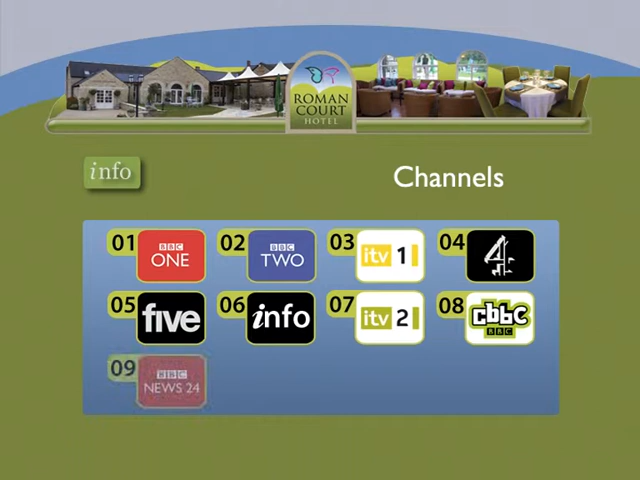 ROMAN
COURT
HOTEL
info
Channels
01 BBC ONE
02 BBC TWO
03 itv 1
04 4
05 five
06 info
07 itv 2
08 cbbc BBC
09 BBC NEWS 24